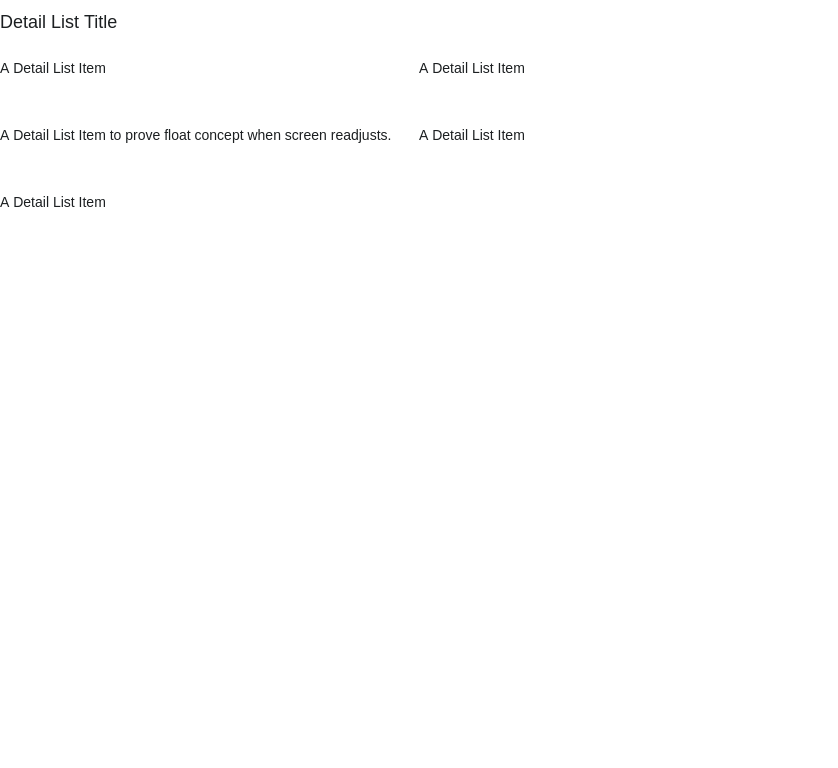 Detail List Title
A Detail List Item
A Detail List Item
A Detail List Item to prove float concept when screen readjusts.
A Detail List Item
A Detail List Item